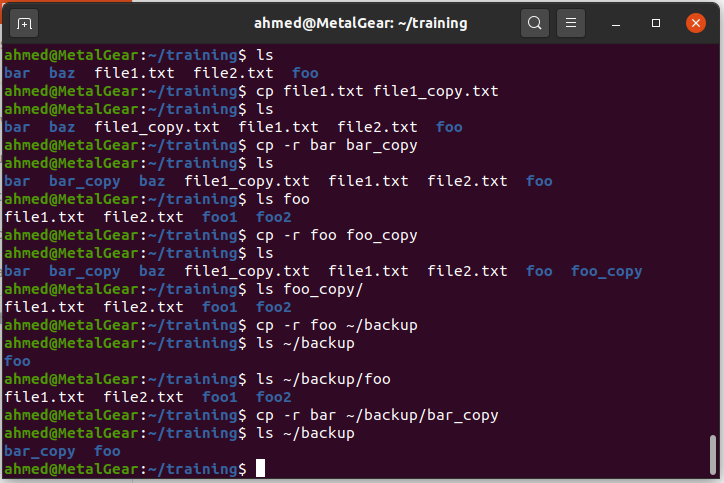 ahmed@MetalGear: ~/training
ahmed@MetalGear:~/training$ ls
bar  baz  file1.txt  file2.txt  foo
ahmed@MetalGear:~/training$ cp file1.txt file1_copy.txt
ahmed@MetalGear:~/training$ ls
bar  baz  file1_copy.txt  file1.txt  file2.txt  foo
ahmed@MetalGear:~/training$ cp -r bar bar_copy
ahmed@MetalGear:~/training$ ls
bar  bar_copy  baz  file1_copy.txt  file1.txt  file2.txt  foo
ahmed@MetalGear:~/training$ ls foo
file1.txt  file2.txt  foo1  foo2
ahmed@MetalGear:~/training$ cp -r foo foo_copy
ahmed@MetalGear:~/training$ ls
bar  bar_copy  baz  file1_copy.txt  file1.txt  file2.txt  foo  foo_copy
ahmed@MetalGear:~/training$ ls foo_copy/
file1.txt  file2.txt  foo1  foo2
ahmed@MetalGear:~/training$ cp -r foo ~/backup
ahmed@MetalGear:~/training$ ls ~/backup
foo
ahmed@MetalGear:~/training$ ls ~/backup/foo
file1.txt  file2.txt  foo1  foo2
ahmed@MetalGear:~/training$ cp -r bar ~/backup/bar_copy
ahmed@MetalGear:~/training$ ls ~/backup
bar_copy  foo
ahmed@MetalGear:~/training$